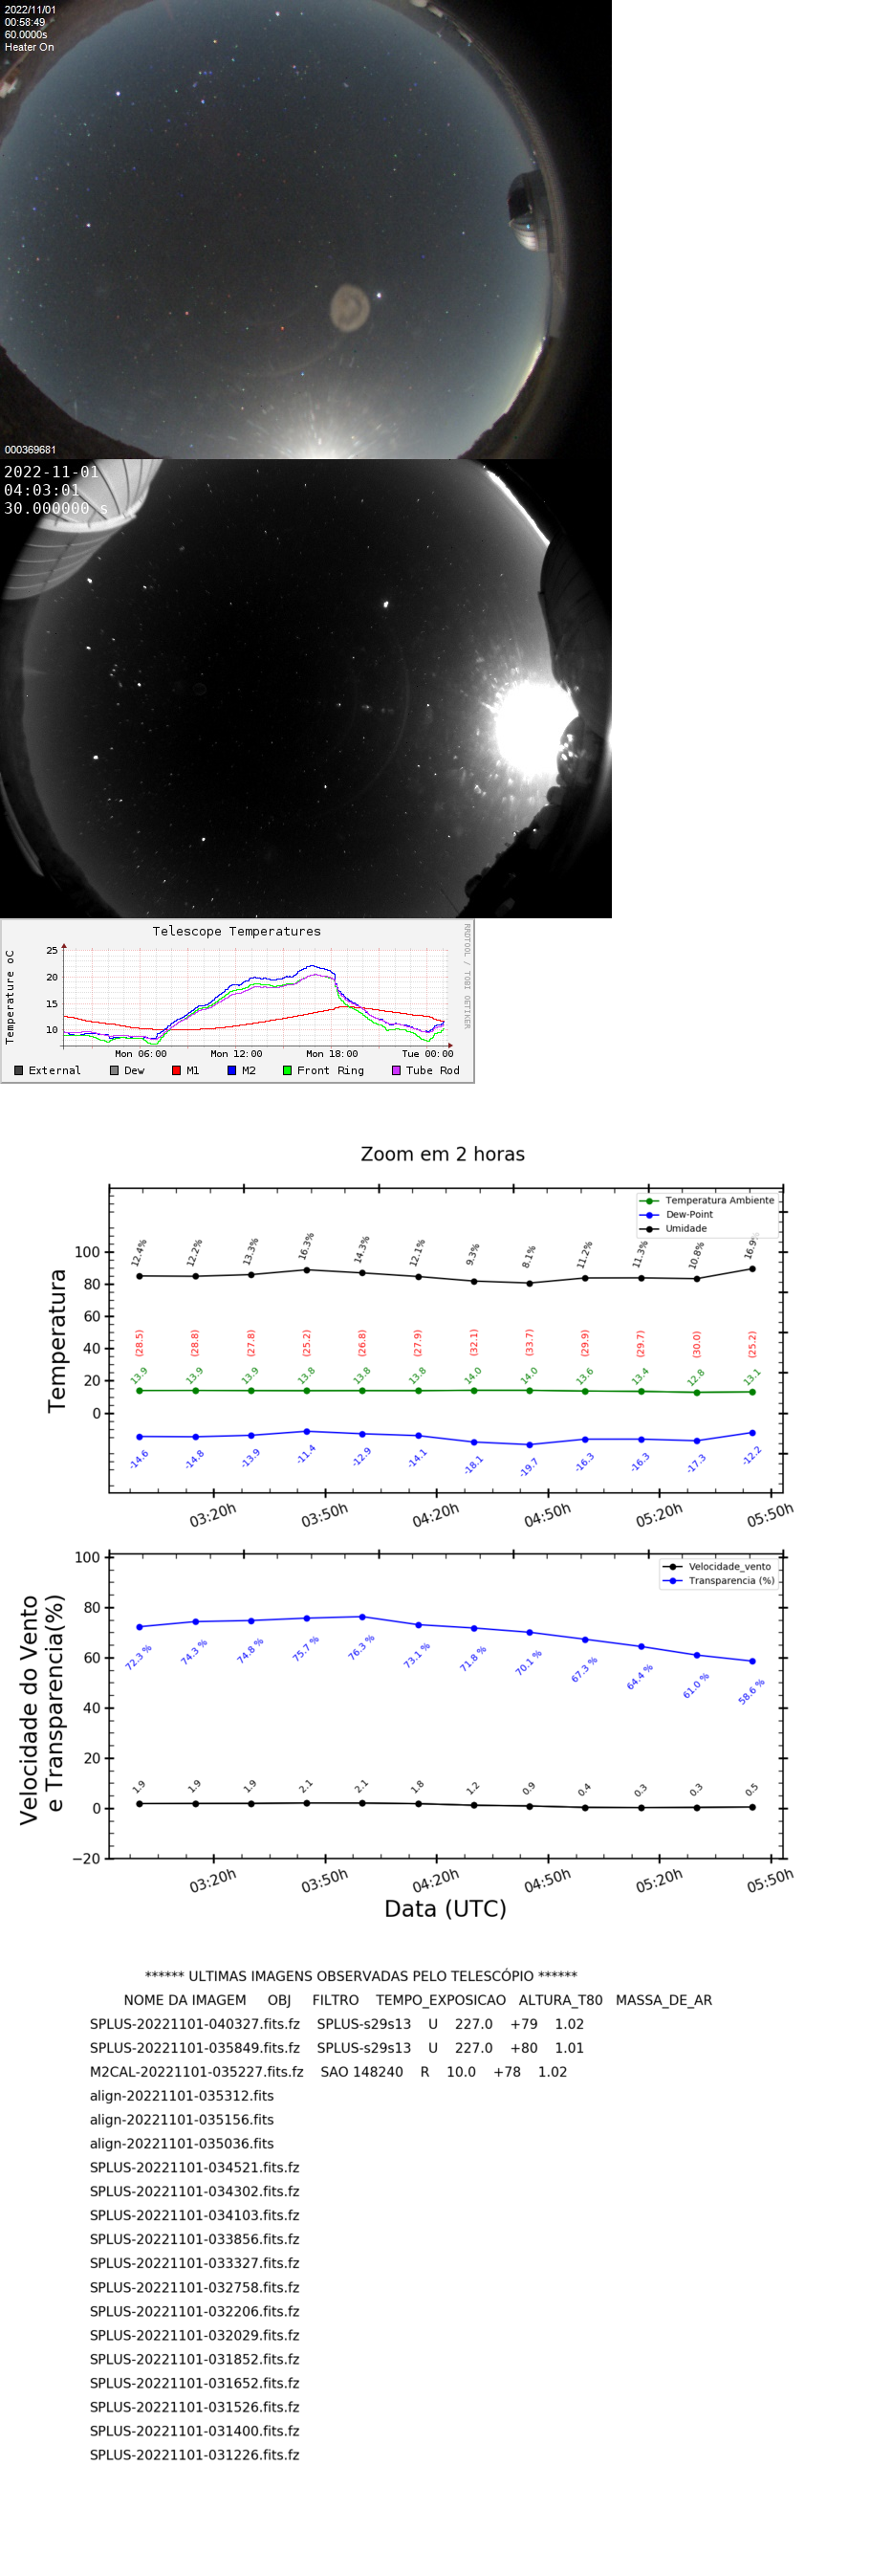 2022/11/01
00:58:49
60.0000s
Heater On
000369681
2022-11-01
04:03:01
30.000000 s
Telescope Temperatures
RRDTOOL / TOBI OETIKER
Temperature oC
25
20
15
10
Mon 06:00 Mon 12:00 Mon 18:00 Tue 00:00
External Dew M1 M2 Front Ring Tube Rod
Zoom em 2 horas
Temperatura Ambiente
Dew-Point
Umidade
Temperatura
100
80
60
40
20
0
12.4% 12.2% 13.3% 16.3% 14.3% 12.1% 9.3% 8.1% 11.2% 11.3% 10.8% 16.9%
(28.5) (28.8) (27.8) (25.2) (26.8) (27.9) (32.1) (33.7) (29.9) (29.7) (30.0) (25.2)
13.9 13.9 13.9 13.8 13.8 13.8 14.0 14.0 13.6 13.4 12.8 13.1
-14.6 -14.8 -13.9 -11.4 -12.9 -14.1 -18.1 -19.7 -16.3 -16.3 -17.3 -12.2
03:20h 03:50h 04:20h 04:50h 05:20h 05:50h
Velocidade_vento
Transparencia (%)
Velocidade do Vento
e Transparencia(%)
100
80
60
40
20
0
−20
72.3 % 74.3 % 74.8 % 75.7 % 76.3 % 73.1 % 71.8 % 70.1 % 67.3 % 64.4 % 61.0 % 58.6 %
1.9 1.9 1.9 2.1 2.1 1.8 1.2 0.9 0.4 0.3 0.3 0.5
03:20h 03:50h 04:20h 04:50h 05:20h 05:50h
Data (UTC)
****** ULTIMAS IMAGENS OBSERVADAS PELO TELESCÓPIO ******
NOME DA IMAGEM OBJ FILTRO TEMPO_EXPOSICAO ALTURA_T80 MASSA_DE_AR
SPLUS-20221101-040327.fits.fz SPLUS-s29s13 U 227.0 +79 1.02
SPLUS-20221101-035849.fits.fz SPLUS-s29s13 U 227.0 +80 1.01
M2CAL-20221101-035227.fits.fz SAO 148240 R 10.0 +78 1.02
align-20221101-035312.fits
align-20221101-035156.fits
align-20221101-035036.fits
SPLUS-20221101-034521.fits.fz
SPLUS-20221101-034302.fits.fz
SPLUS-20221101-034103.fits.fz
SPLUS-20221101-033856.fits.fz
SPLUS-20221101-033327.fits.fz
SPLUS-20221101-032758.fits.fz
SPLUS-20221101-032206.fits.fz
SPLUS-20221101-032029.fits.fz
SPLUS-20221101-031852.fits.fz
SPLUS-20221101-031652.fits.fz
SPLUS-20221101-031526.fits.fz
SPLUS-20221101-031400.fits.fz
SPLUS-20221101-031226.fits.fz